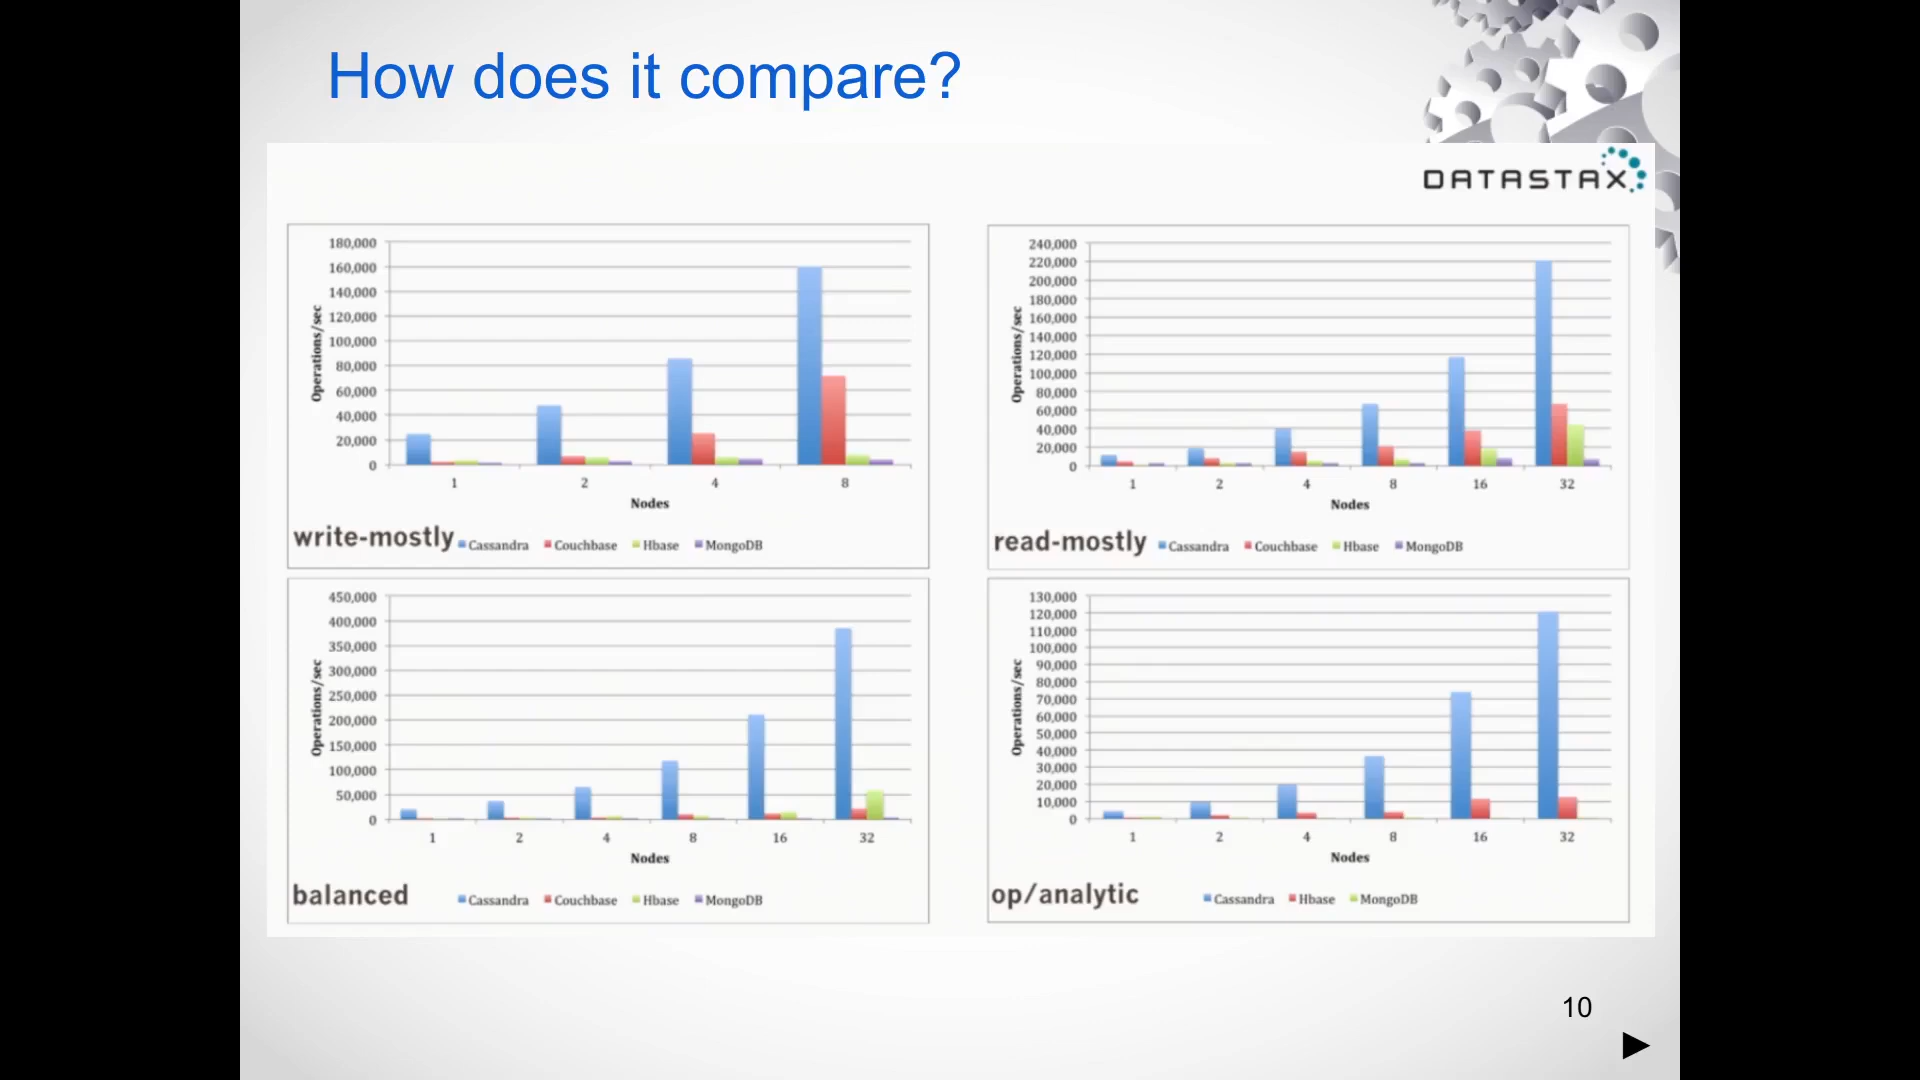 How does it compare?
DATASTAX
180,000
160,000
140,000
120,000
100,000
80,000
60,000
40,000
20,000
0
Operations/sec
1 2 4 8
Nodes
write-mostly Cassandra Couchbase Hbase MongoDB
240,000
220,000
200,000
180,000
160,000
140,000
120,000
100,000
80,000
60,000
40,000
20,000
0
Operations/sec
1 2 4 8 16 32
Nodes
read-mostly Cassandra Couchbase Hbase MongoDB
450,000
400,000
350,000
300,000
250,000
200,000
150,000
100,000
50,000
0
Operations/sec
1 2 4 8 16 32
Nodes
balanced Cassandra Couchbase Hbase MongoDB
130,000
120,000
110,000
100,000
90,000
80,000
70,000
60,000
50,000
40,000
30,000
20,000
10,000
0
Operations/sec
1 2 4 8 16 32
Nodes
op/analytic Cassandra Hbase MongoDB
10